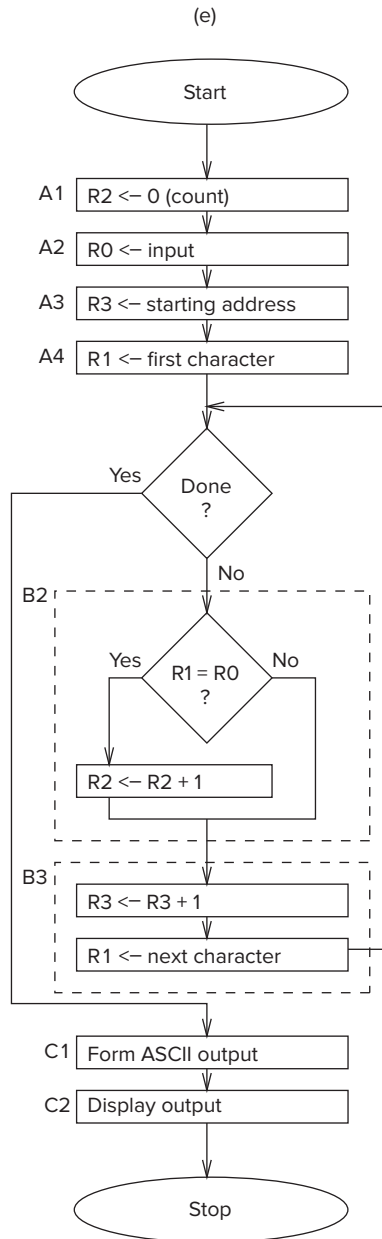 (e)
Start
A1 R2 <– 0 (count)
A2 R0 <– input
A3 R3 <– starting address
A4 R1 <– first character
Yes
Done
?
No
B2
Yes
R1 = R0
?
No
R2 <– R2 + 1
B3
R3 <– R3 + 1
R1 <– next character
C1 Form ASCII output
C2 Display output
Stop